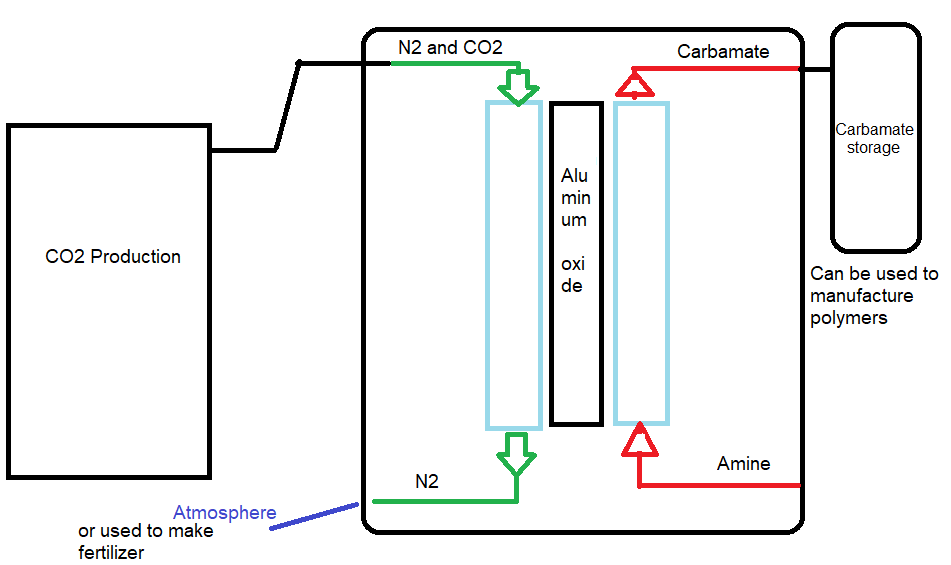 N2 and CO2
Carbamate
Carbamate
storage
Alu
min
um
oxi
de
CO2 Production
Can be used to
manufacture
polymers
Amine
N2
Atmosphere
or used to make
fertilizer